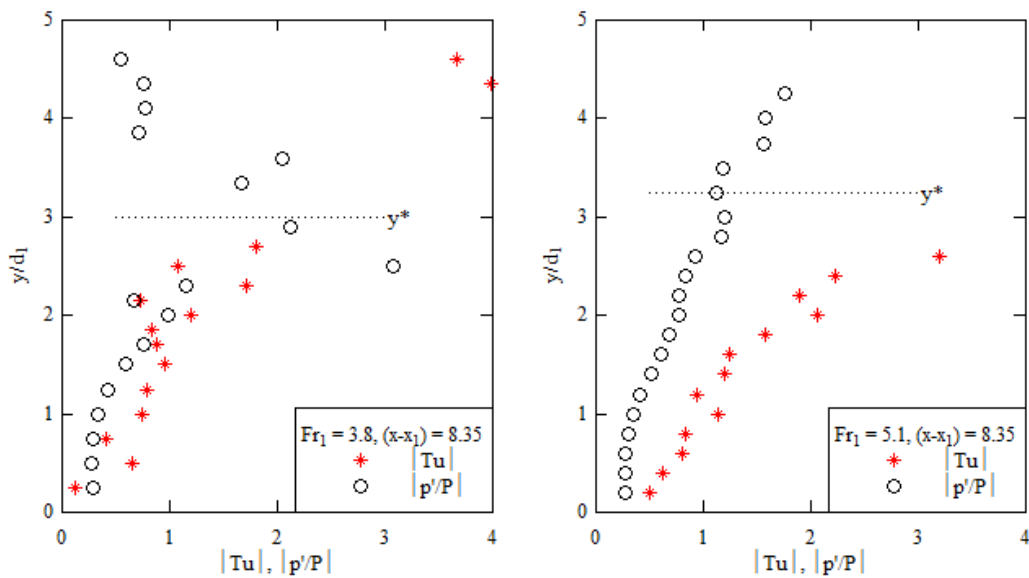 5
4
3
2
1
0
y/d1
y*
Fr1 = 3.8, (x-x1) = 8.35
|Tu|
|p'/P|
0 1 2 3 4
|Tu|, |p'/P|
5
4
3
2
1
0
y/d1
y*
Fr1 = 5.1, (x-x1) = 8.35
|Tu|
|p'/P|
0 1 2 3 4
|Tu|, |p'/P|